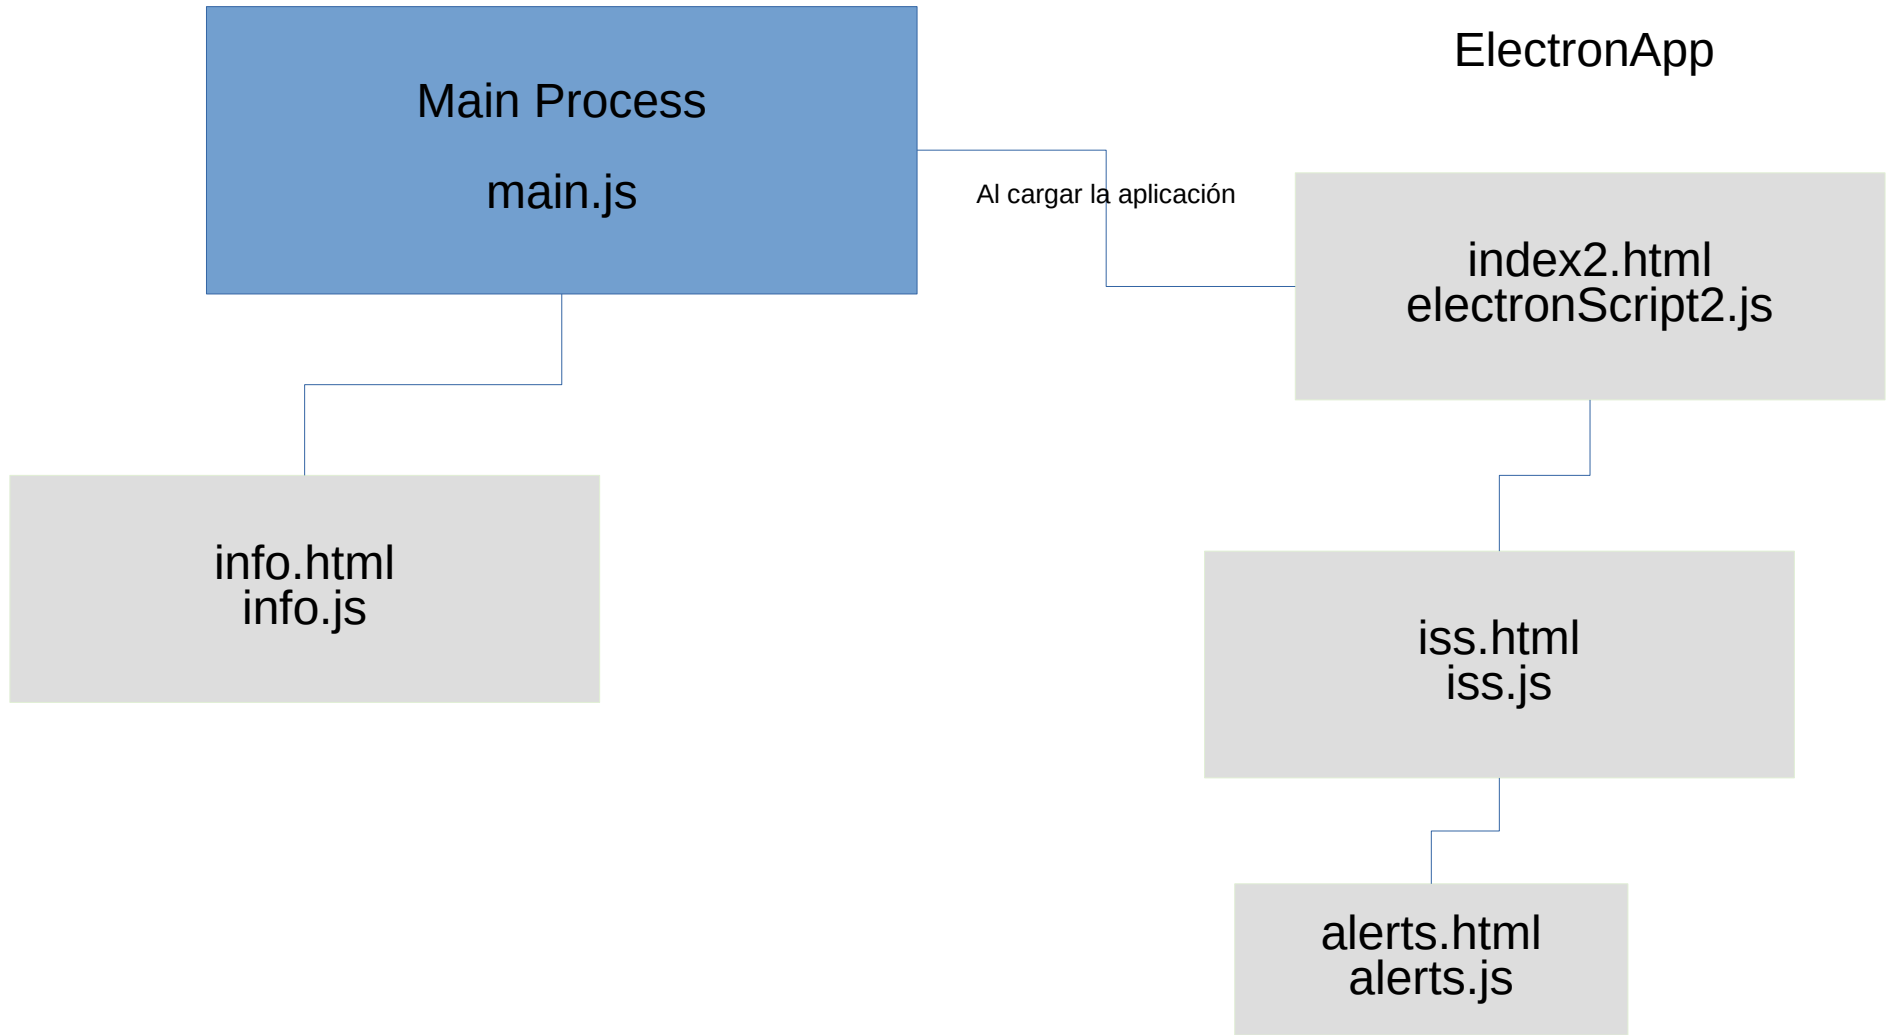 ElectronApp
Main Process
main.js
Al cargar la aplicación
index2.html
electronScript2.js
info.html
info.js
iss.html
iss.js
alerts.html
alerts.js